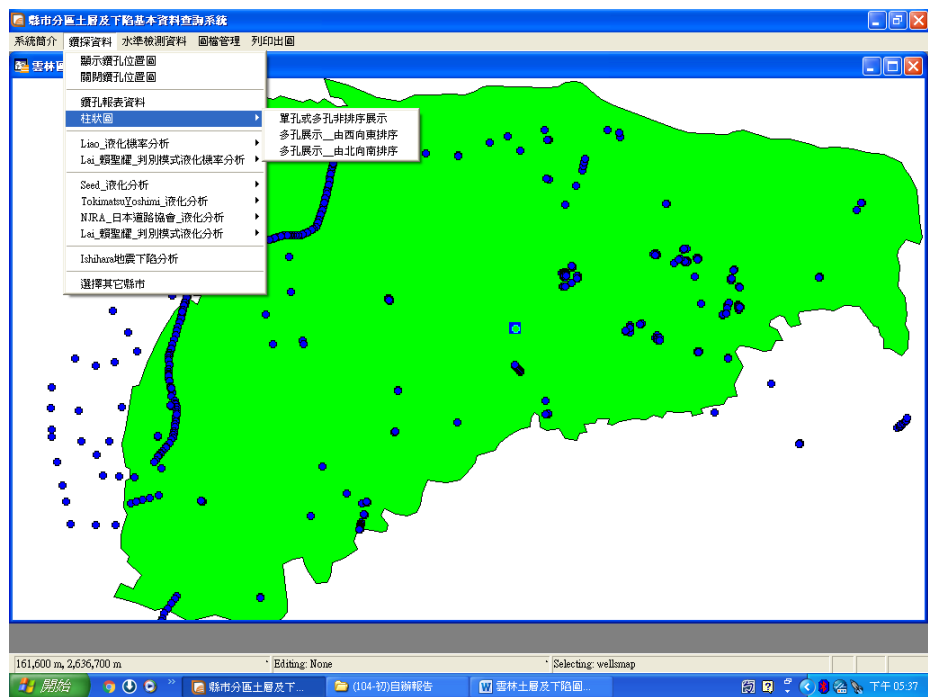 縣市分區土層及下陷基本資料查詢系統
系統簡介 鑽探資料 水準檢測資料 圖檔管理 列印出圖
雲林
顯示鑽孔位置圖
關閉鑽孔位置圖
鑽孔報表資料
柱狀圖
單孔或多孔非排序展示
多孔展示__由西向東排序
多孔展示__由北向南排序
Liao_液化機率分析
Lai_賴聖耀_判別模式液化機率分析
Seed_液化分析
TokimatsuYoshimi_液化分析
NJRA_日本道路協會_液化分析
Lai_賴聖耀_判別模式液化分析
Ishihara地震下陷分析
選擇其它縣市
161,600 m, 2,636,700 m
Editing: None
Selecting: wellsmap
開始
縣市分區土層及下...
(104-初)自辦報告
雲林土層及下陷圖...
下午 05:37